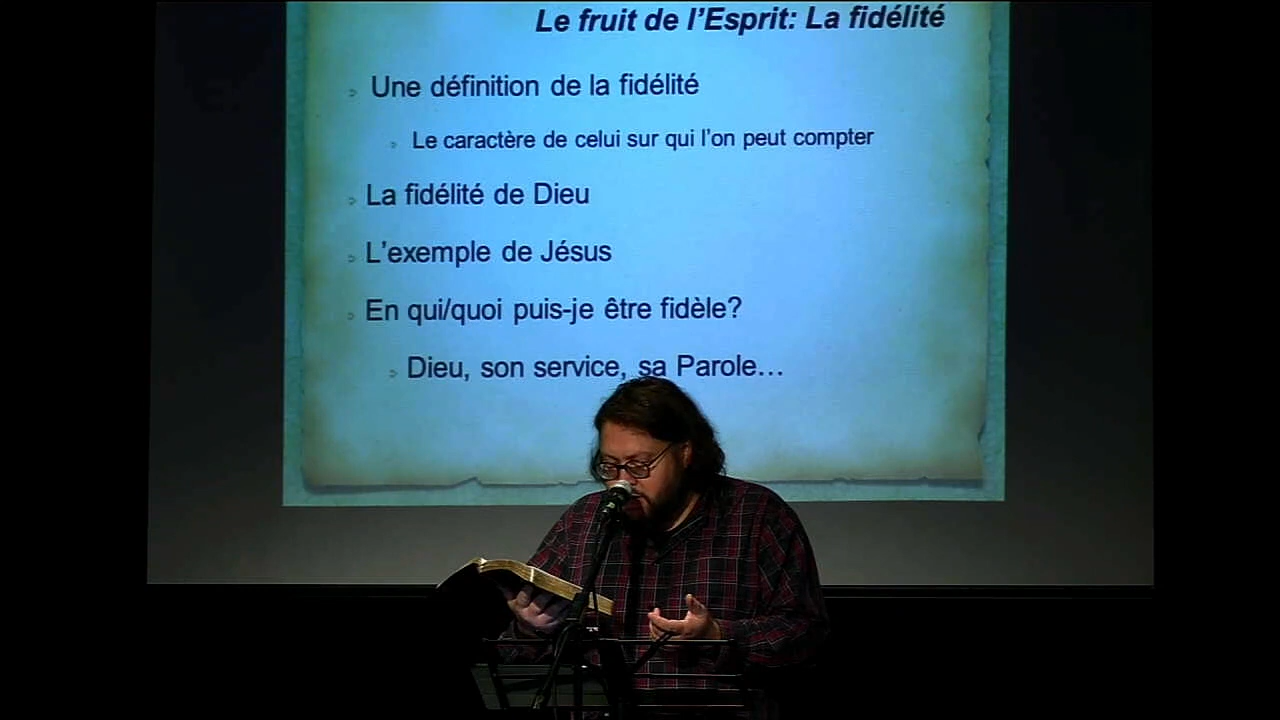 Le fruit de l’Esprit: La fidélité
Une définition de la fidélité
Le caractère de celui sur qui l’on peut compter
La fidélité de Dieu
L’exemple de Jésus
En qui/quoi puis-je être fidèle?
Dieu, son service, sa Parole…